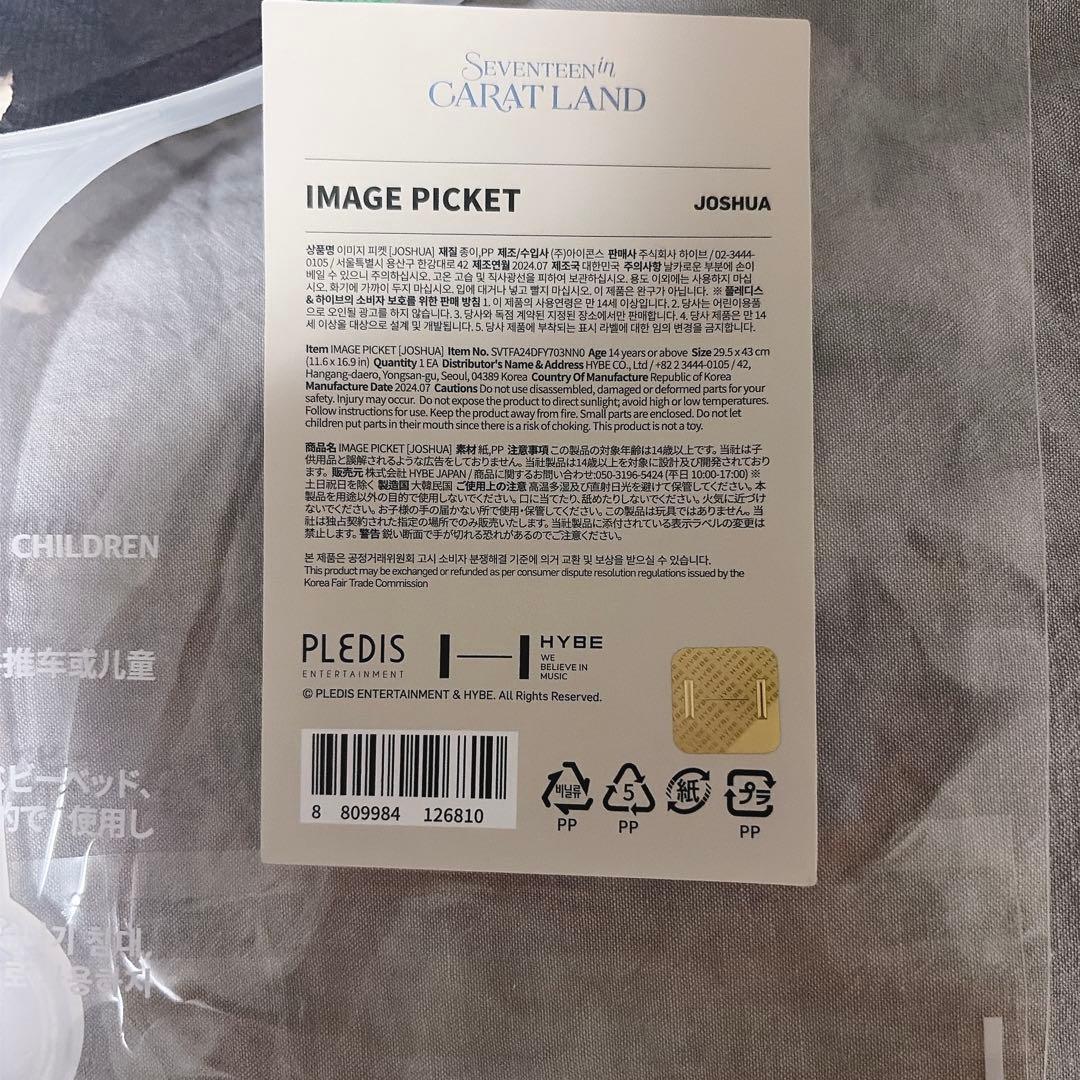 SEVENTEEN in
CARAT LAND
IMAGE PICKET
JOSHUA
상품명 이미지 피켓 [JOSHUA] 재질 종이,PP 제조/수입사 (주)아이콘스 판매사 주식회사 하이브 / 02-3444-
0105 / 서울특별시 용산구 한강대로 42 제조연월 2024.07 제조국 대한민국 주의사항 날카로운 부분에 손이
베일 수 있으니 주의하십시오. 고온 고습 및 직사광선을 피하여 보관하십시오. 용도 이외에는 사용하지 마십
시오. 화기에 가까이 두지 마십시오. 입에 대거나 넣고 빨지 마십시오. 이 제품은 완구가 아닙니다. ※ 플레디스
& 하이브의 소비자 보호를 위한 판매 방침 1. 이 제품의 사용연령은 만 14세 이상입니다. 2. 당사는 어린이용품
으로 오인될 광고를 하지 않습니다. 3. 당사와 독점 계약된 지정된 장소에서만 판매합니다. 4. 당사 제품은 만 14
세 이상을 대상으로 설계 및 개발됩니다. 5. 당사 제품에 부착되는 표시 라벨에 대한 임의 변경을 금지합니다.
Item IMAGE PICKET [JOSHUA] Item No. SVTFA24DFY703NN0 Age 14 years or above Size 29.5 x 43 cm
(11.6 x 16.9 in) Quantity 1 EA Distributor's Name & Address HYBE CO., Ltd / +82 2 3444-0105 / 42,
Hangang-daero, Yongsan-gu, Seoul, 04389 Korea Country Of Manufacture Republic of Korea
Manufacture Date 2024.07 Cautions Do not use disassembled, damaged or deformed parts for your
safety. Injury may occur. Do not expose the product to direct sunlight; avoid high or low temperatures.
Follow instructions for use. Keep the product away from fire. Small parts are enclosed. Do not let
children put parts in their mouth since there is a risk of choking. This product is not a toy.
商品名 IMAGE PICKET [JOSHUA] 素材 紙,PP 注意事項 この製品の対象年齢は14歳以上です。当社は子
供用品と誤解されるような広告をしておりません。当社製品は14歳以上を対象に設計及び開発されており
ます。販売元 株式会社 HYBE JAPAN / 商品に関するお問い合わせ:050-3196-5424 (平日 10:00-17:00) ※
土日祝日を除く 製造国 大韓民国 ご使用上の注意 高温多湿及び直射日光を避けて保管してください。本
製品を用途以外の目的で使用しないでください。口に当たり、舐めたりしないでください。火気に近づけ
ないでください。お子様の手の届かない所で使用・保管してください。この製品は玩具ではありません。当
社は独占契約された指定の場所でのみ販売いたします。当社製品に添付されている表示ラベルの変更は
禁止します。警告 鋭い断面で手が切れる恐れがあるのでご注意ください。
본 제품은 공정거래위원회 고시 소비자 분쟁해결 기준에 의거 교환 및 보상을 받으실 수 있습니다.
This product may be exchanged or refunded as per consumer dispute resolution regulations issued by the
Korea Fair Trade Commission
PLEDIS
ENTERTAINMENT
HYBE
WE
BELIEVE IN
MUSIC
© PLEDIS ENTERTAINMENT & HYBE. All Rights Reserved.
8 809984 126810
비닐류
PP
5
PP
紙
プラ
PP
CHILDREN
推车或儿童
ビーベッド、
使用し
침대,